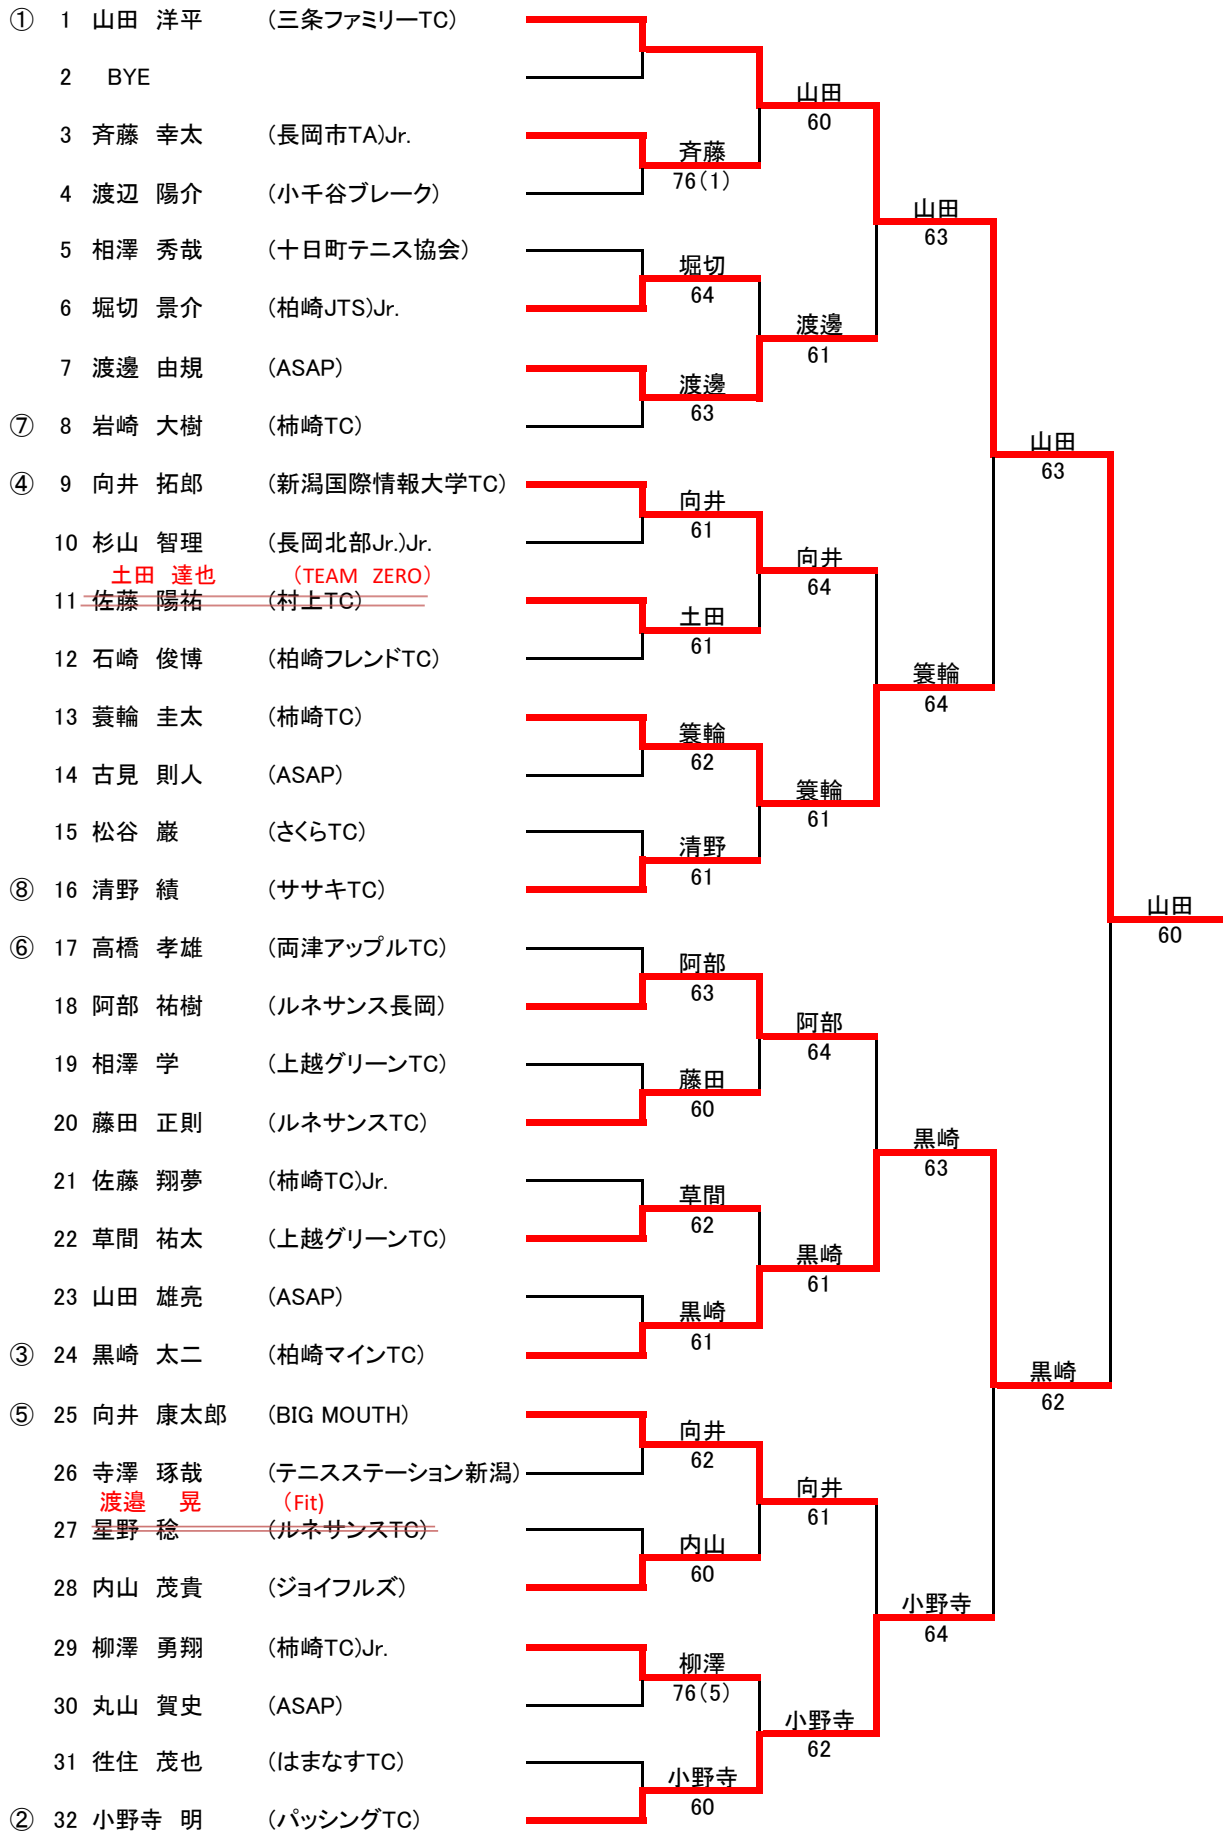 ① 1 山田 洋平 (三条ファミリーTC)
2 BYE
山田
60
3 斉藤 幸太 (長岡市TA)Jr.
斉藤
76(1)
4 渡辺 陽介 (小千谷ブレーク)
山田
63
5 相澤 秀哉 (十日町テニス協会)
堀切
64
6 堀切 景介 (柏崎JTS)Jr.
渡邊
61
7 渡邊 由規 (ASAP)
渡邊
63
⑦ 8 岩崎 大樹 (柿崎TC)
山田
63
④ 9 向井 拓郎 (新潟国際情報大学TC)
向井
61
10 杉山 智理 (長岡北部Jr.)Jr.
向井
64
土田 達也 (TEAM ZERO)
11 佐藤 陽祐 (村上TC)
土田
61
12 石崎 俊博 (柏崎フレンドTC)
簔輪
64
13 蓑輪 圭太 (柿崎TC)
簔輪
62
14 古見 則人 (ASAP)
簔輪
61
15 松谷 巌 (さくらTC)
清野
61
⑧ 16 清野 績 (ササキTC)
山田
60
⑥ 17 高橋 孝雄 (両津アップルTC)
阿部
63
18 阿部 祐樹 (ルネサンス長岡)
阿部
64
19 相澤 学 (上越グリーンTC)
藤田
60
20 藤田 正則 (ルネサンスTC)
黒崎
63
21 佐藤 翔夢 (柿崎TC)Jr.
草間
62
22 草間 祐太 (上越グリーンTC)
黒崎
61
23 山田 雄亮 (ASAP)
黒崎
61
③ 24 黒崎 太二 (柏崎マインTC)
黒崎
62
⑤ 25 向井 康太郎 (BIG MOUTH)
向井
62
26 寺澤 琢哉 (テニスステーション新潟)
向井
61
渡邉 晃 (Fit)
27 星野 稔 (ルネサンスTC)
内山
60
28 内山 茂貴 (ジョイフルズ)
小野寺
64
29 柳澤 勇翔 (柿崎TC)Jr.
柳澤
76(5)
30 丸山 賀史 (ASAP)
小野寺
62
31 徃住 茂也 (はまなすTC)
小野寺
60
② 32 小野寺 明 (パッシングTC)